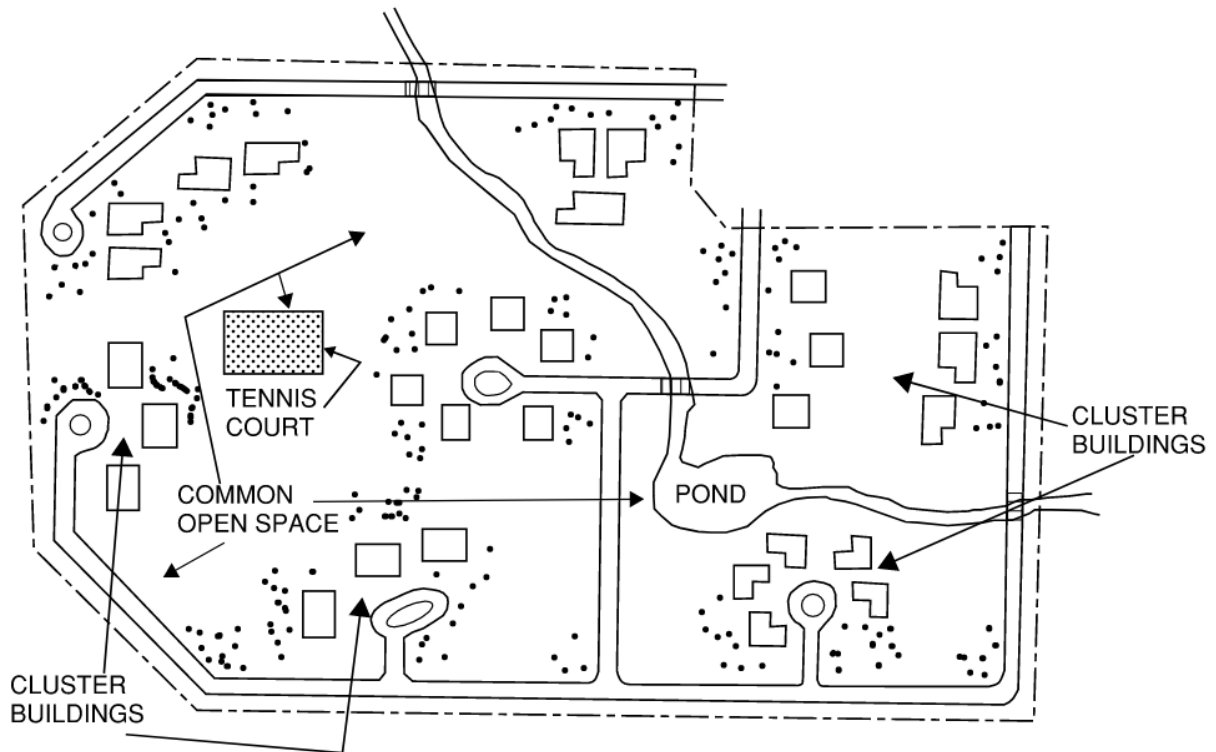 TENNIS
COURT
CLUSTER
BUILDINGS
COMMON
OPEN SPACE
POND
CLUSTER
BUILDINGS